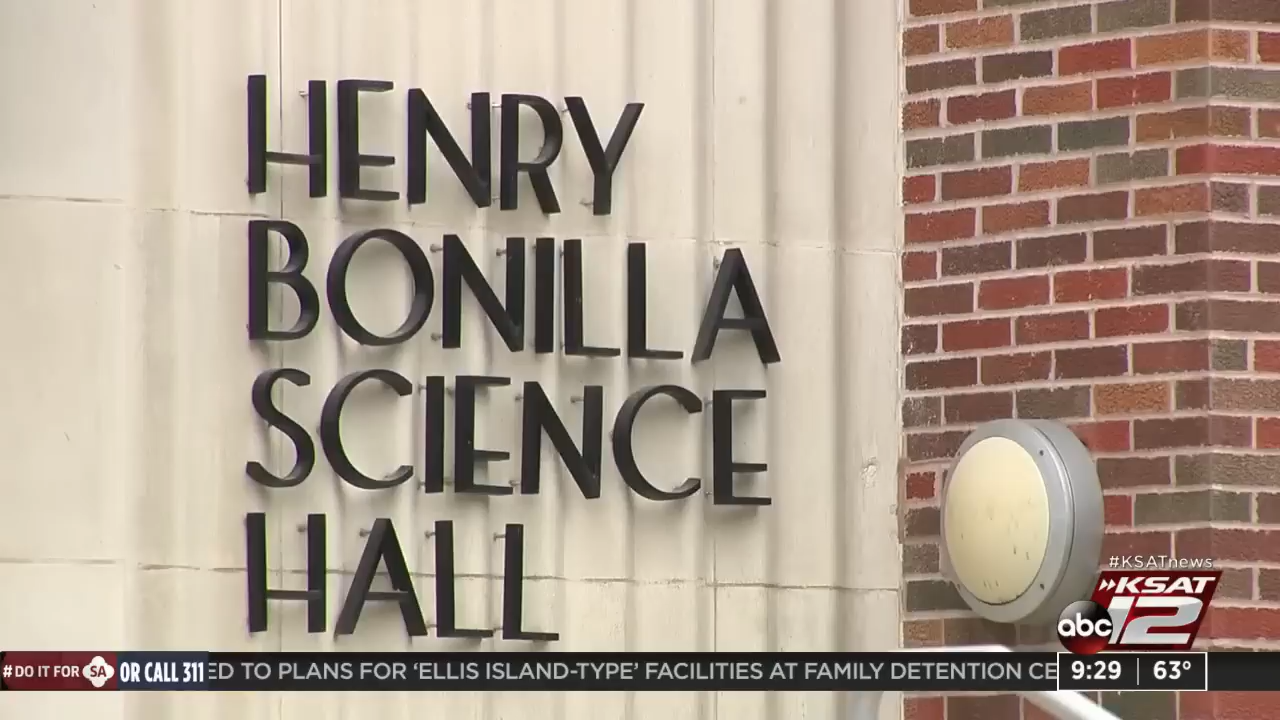 HENRY
BONILLA
SCIENCE
HALL
#KSATnews
KSAT
abc 12
#DO IT FOR SA OR CALL 311 ED TO PLANS FOR ‘ELLIS ISLAND-TYPE’ FACILITIES AT FAMILY DETENTION CE 9:29 63°